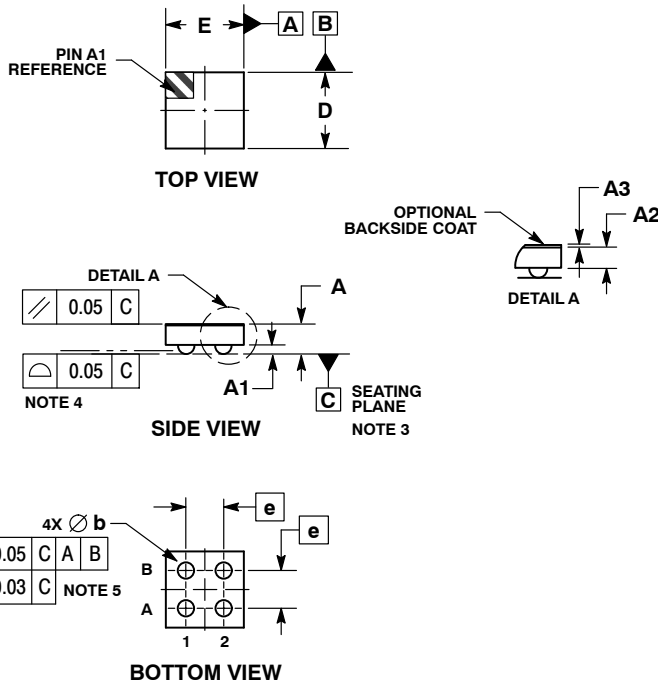 E
A
B
PIN A1
REFERENCE
D
TOP VIEW
OPTIONAL
BACKSIDE COAT
A3
A2
DETAIL A
DETAIL A
// 0.05 C
A
⌓ 0.05 C
NOTE 4
A1
C
SEATING
PLANE
NOTE 3
SIDE VIEW
e
4X ∅ b
e
0.05 C A B
0.03 C NOTE 5
B
A
1 2
BOTTOM VIEW